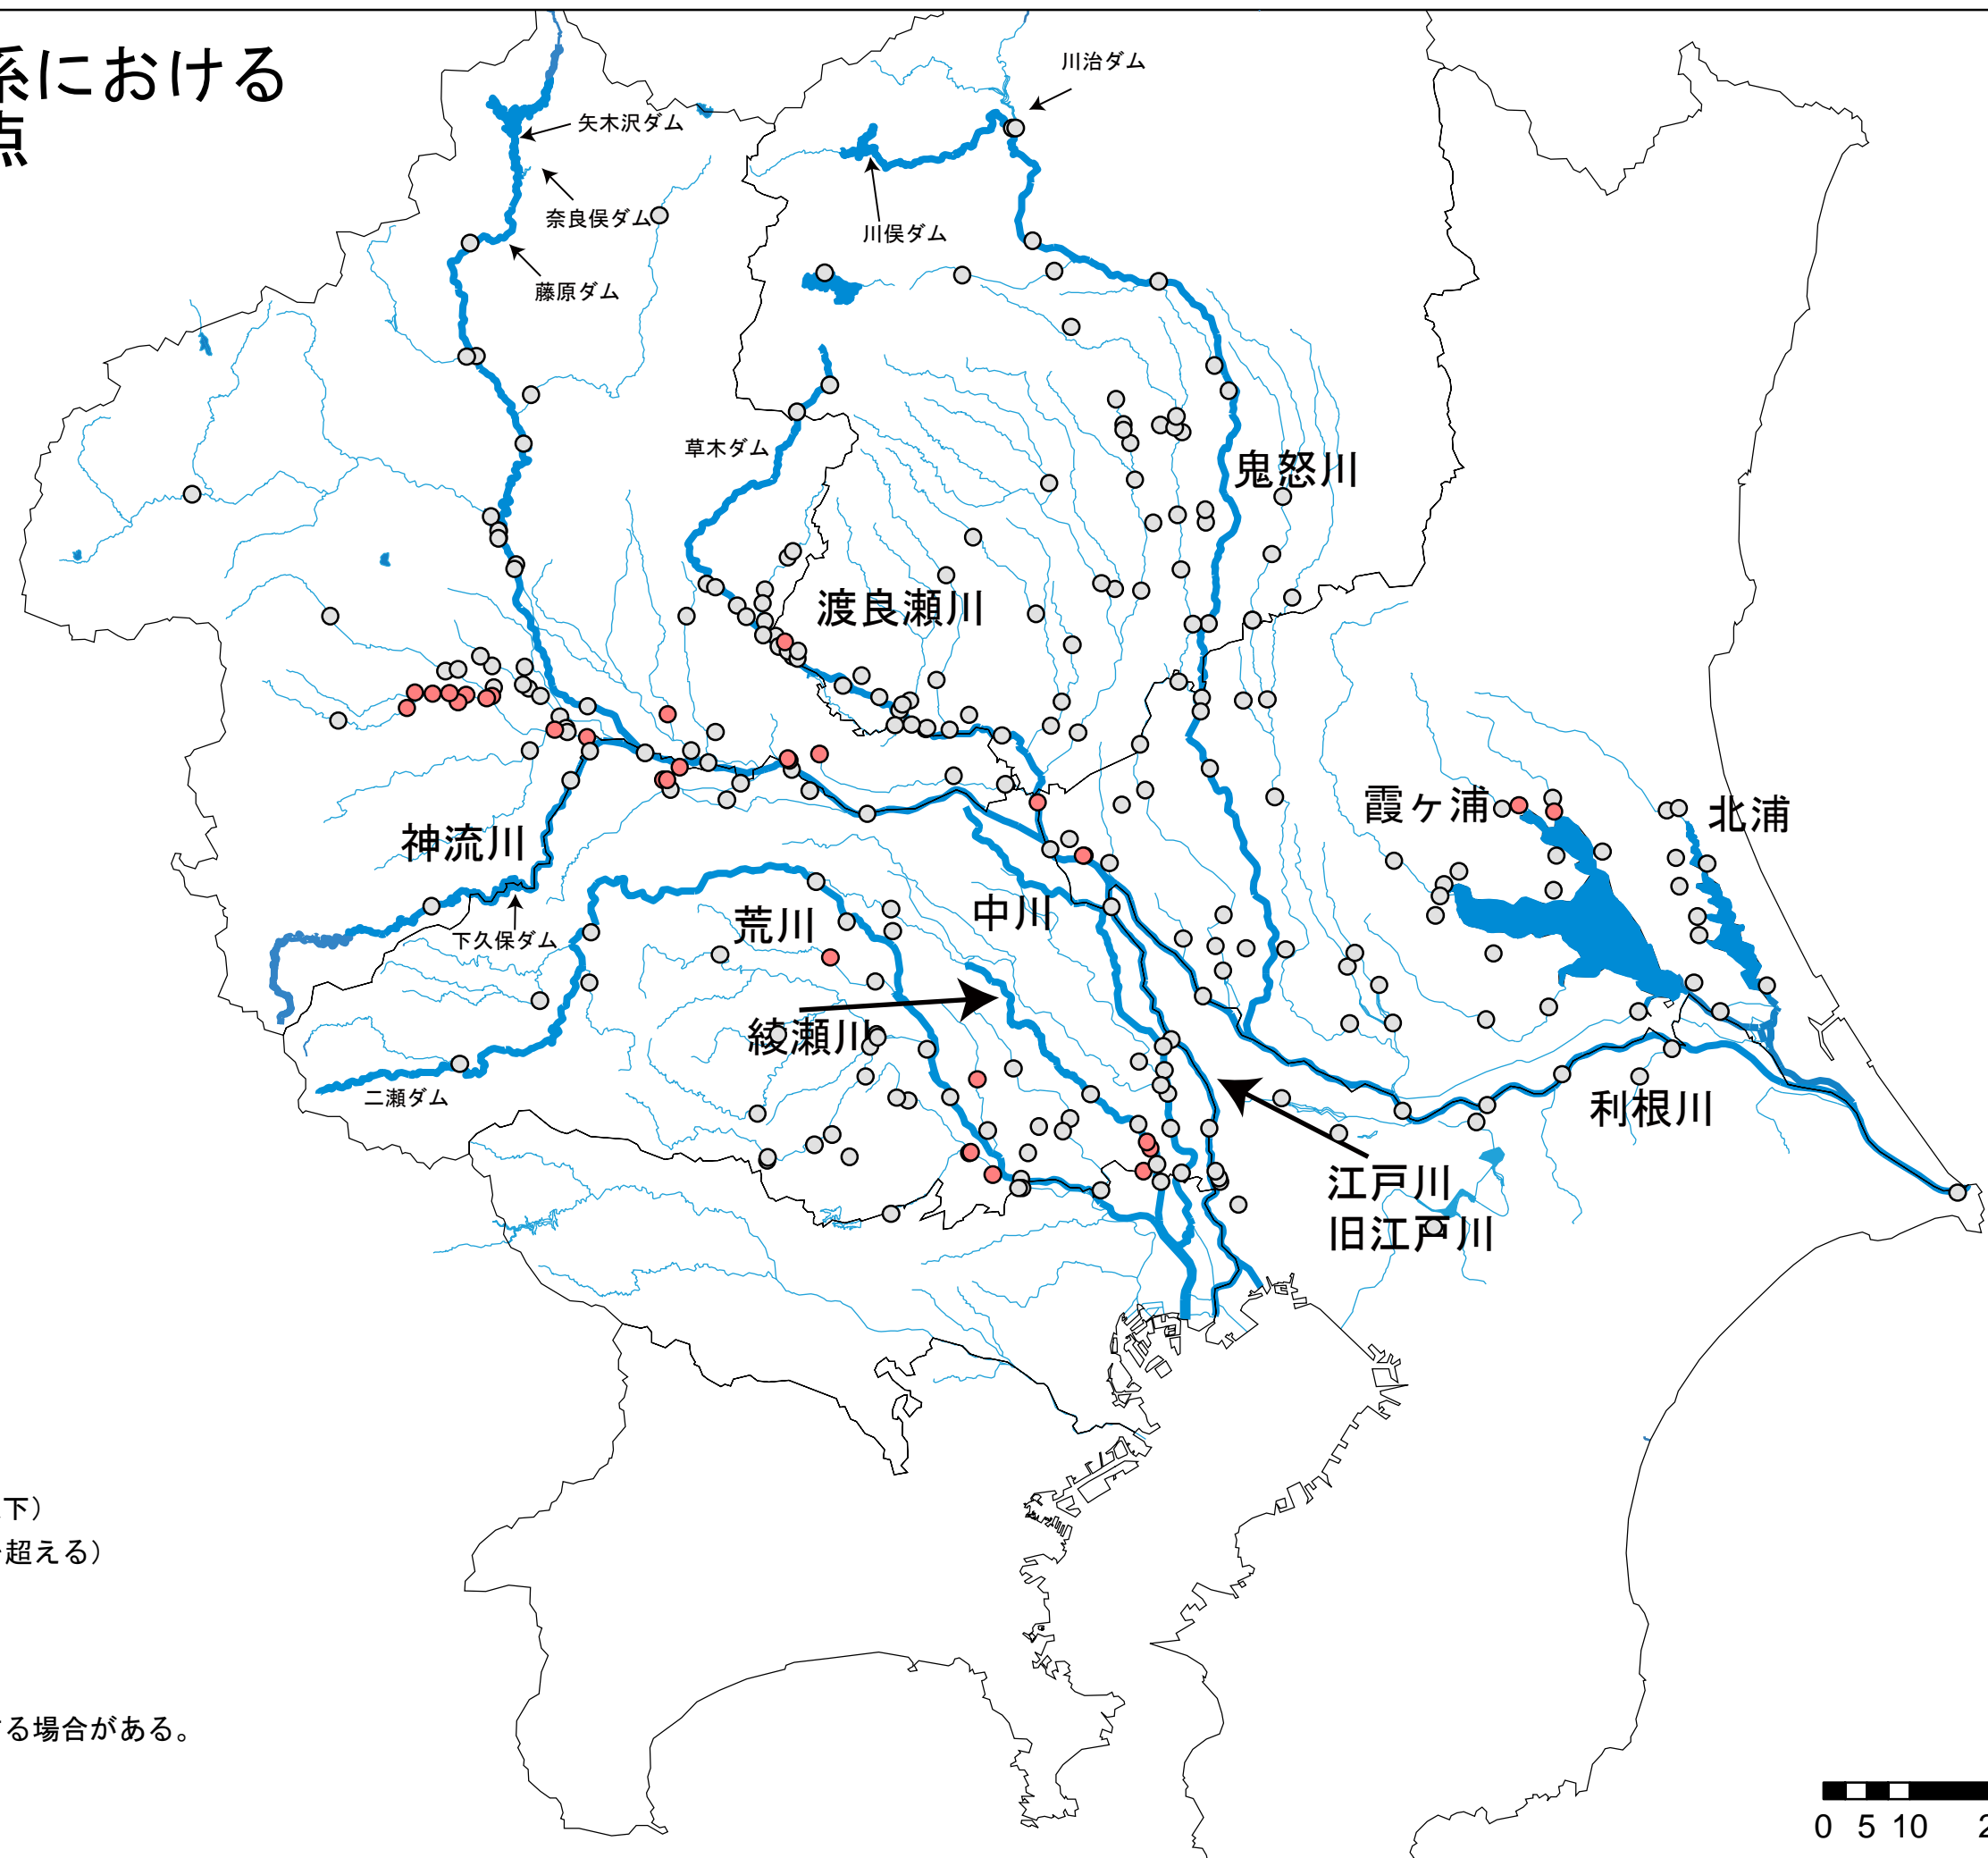 系における
点
川治ダム
矢木沢ダム
奈良俣ダム
川俣ダム
藤原ダム
草木ダム
鬼怒川
渡良瀬川
霞ヶ浦
北浦
神流川
荒川
中川
下久保ダム
綾瀬川
二瀬ダム
利根川
江戸川
旧江戸川
下）
超える）
る場合がある。
0 5 10 2